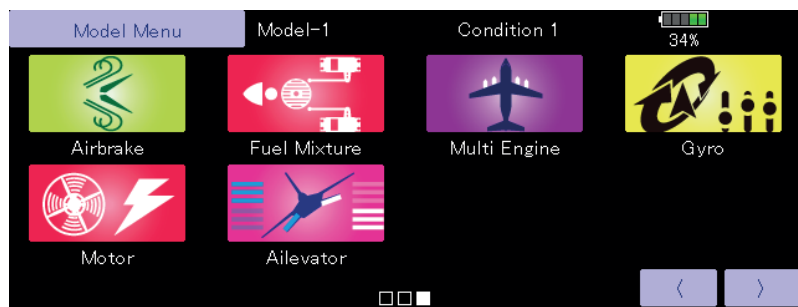 Model Menu Model-1 Condition 1
34%
Airbrake Fuel Mixture Multi Engine Gyro
Motor Ailevator
〈 〉